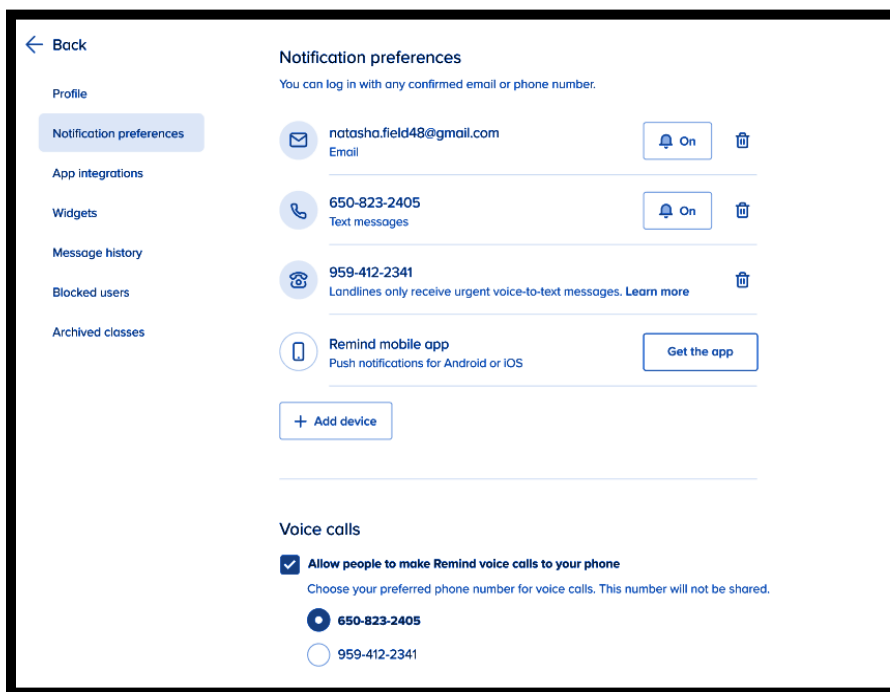 Back
Profile
Notification preferences
App integrations
Widgets
Message history
Blocked users
Archived classes
Notification preferences
You can log in with any confirmed email or phone number.
natasha.field48@gmail.com
Email
On
650-823-2405
Text messages
On
959-412-2341
Landlines only receive urgent voice-to-text messages. Learn more
Remind mobile app
Push notifications for Android or iOS
Get the app
+ Add device
Voice calls
Allow people to make Remind voice calls to your phone
Choose your preferred phone number for voice calls. This number will not be shared.
650-823-2405
959-412-2341